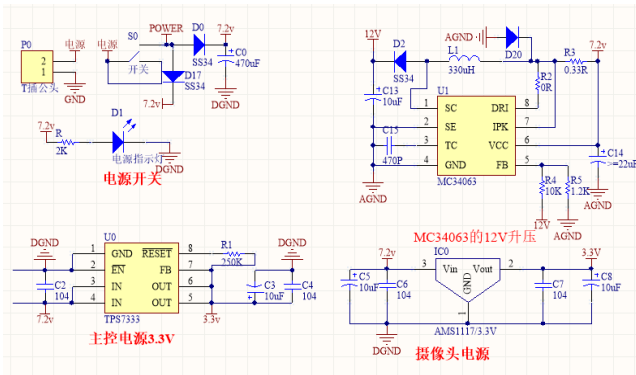 P0
电源
2
1
T插公头
GND
电源
S0
开关
POWER
D0
SS34
7.2v
C0
470uF
DGND
D17
SS34
7.2v
7.2v
R
2K
D1
电源指示灯
DGND
电源开关
12V
D2
SS34
C13
10uF
C15
470P
AGND
AGND
L1
330uH
D20
R3
0.33R
7.2v
R2
0R
U1
1 SC DRI 8
2 SE IPK 7
3 TC VCC 6
4 GND FB 5
MC34063
R4
10K
12V
R5
1.2K
AGND
C14
>=22uF
AGND
MC34063的12V升压
DGND
C2
104
7.2v
U0
1 GND RESET 8
2 EN FB 7
3 IN OUT 6
4 IN OUT 5
TPS7333
R1
250K
3.3v
C3
10uF
DGND
C4
104
主控电源3.3V
7.2v
C5
10uF
C6
104
DGND
IC0
3 Vin Vout 2
GND
1
AMS1117/3.3V
C7
104
3.3V
C8
10uF
摄像头电源